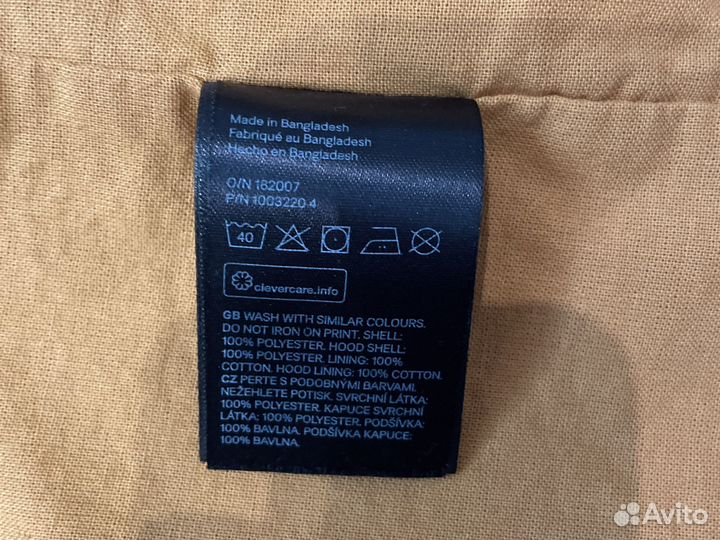 Made in Bangladesh
Fabriqué au Bangladesh
Hecho en Bangladesh
O/N 182007
P/N 1003220 4
40
clevercare.info
GB WASH WITH SIMILAR COLOURS.
DO NOT IRON ON PRINT. SHELL:
100% POLYESTER. HOOD SHELL:
100% POLYESTER. LINING: 100%
COTTON. HOOD LINING: 100% COTTON.
CZ PERTE S PODOBNÝMI BARVAMI.
NEŽEHLETE POTISK. SVRCHNÍ LÁTKA:
100% POLYESTER. KAPUCE SVRCHNÍ
LÁTKA: 100% POLYESTER. PODŠÍVKA:
100% BAVLNA. PODŠÍVKA KAPUCE:
100% BAVLNA.
Avito